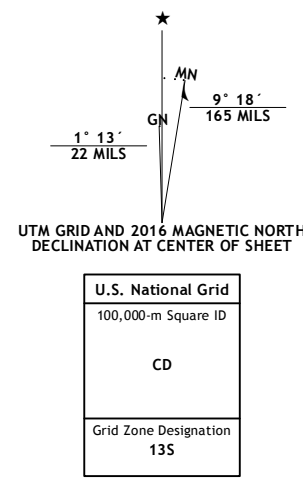 MN
GN
9° 18´
165 MILS
1° 13´
22 MILS
UTM GRID AND 2016 MAGNETIC NORTH
DECLINATION AT CENTER OF SHEET
U.S. National Grid
100,000-m Square ID
CD
Grid Zone Designation
13S